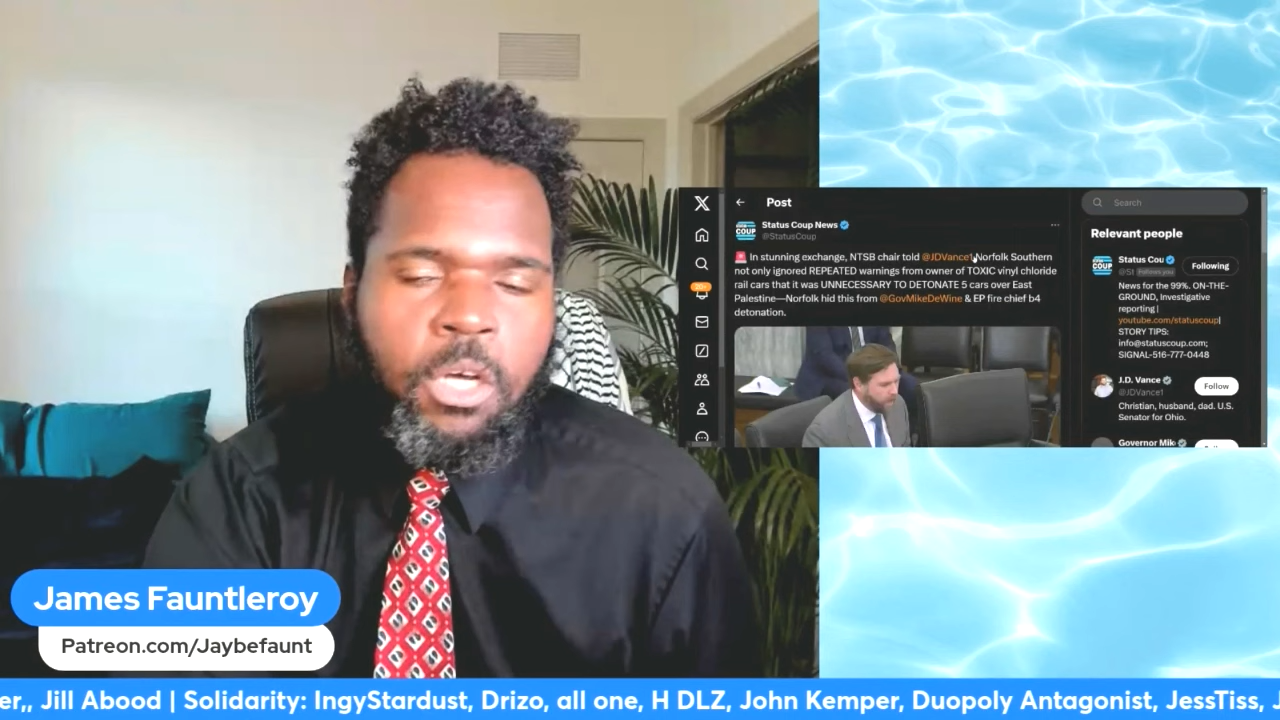 Post
Search
Status Coup News
@StatusCoup
🚨 In stunning exchange, NTSB chair told @JDVance1 Norfolk Southern
not only ignored REPEATED warnings from owner of TOXIC vinyl chloride
rail cars that it was UNNECESSARY TO DETONATE 5 cars over East
Palestine—Norfolk hid this from @GovMikeDeWine & EP fire chief b4
detonation.
20+
Relevant people
COUP
Status Cou
@St Follows you
Following
News for the 99%. ON-THE-
GROUND, Investigative
reporting |
youtube.com/statuscoup|
STORY TIPS:
info@statuscoup.com;
SIGNAL-516-777-0448
J.D. Vance
@JDVance1
Follow
Christian, husband, dad. U.S.
Senator for Ohio.
Governor Mik
James Fauntleroy
Patreon.com/Jaybefaunt
er,, Jill Abood | Solidarity: IngyStardust, Drizo, all one, H DLZ, John Kemper, Duopoly Antagonist, JessTiss, J